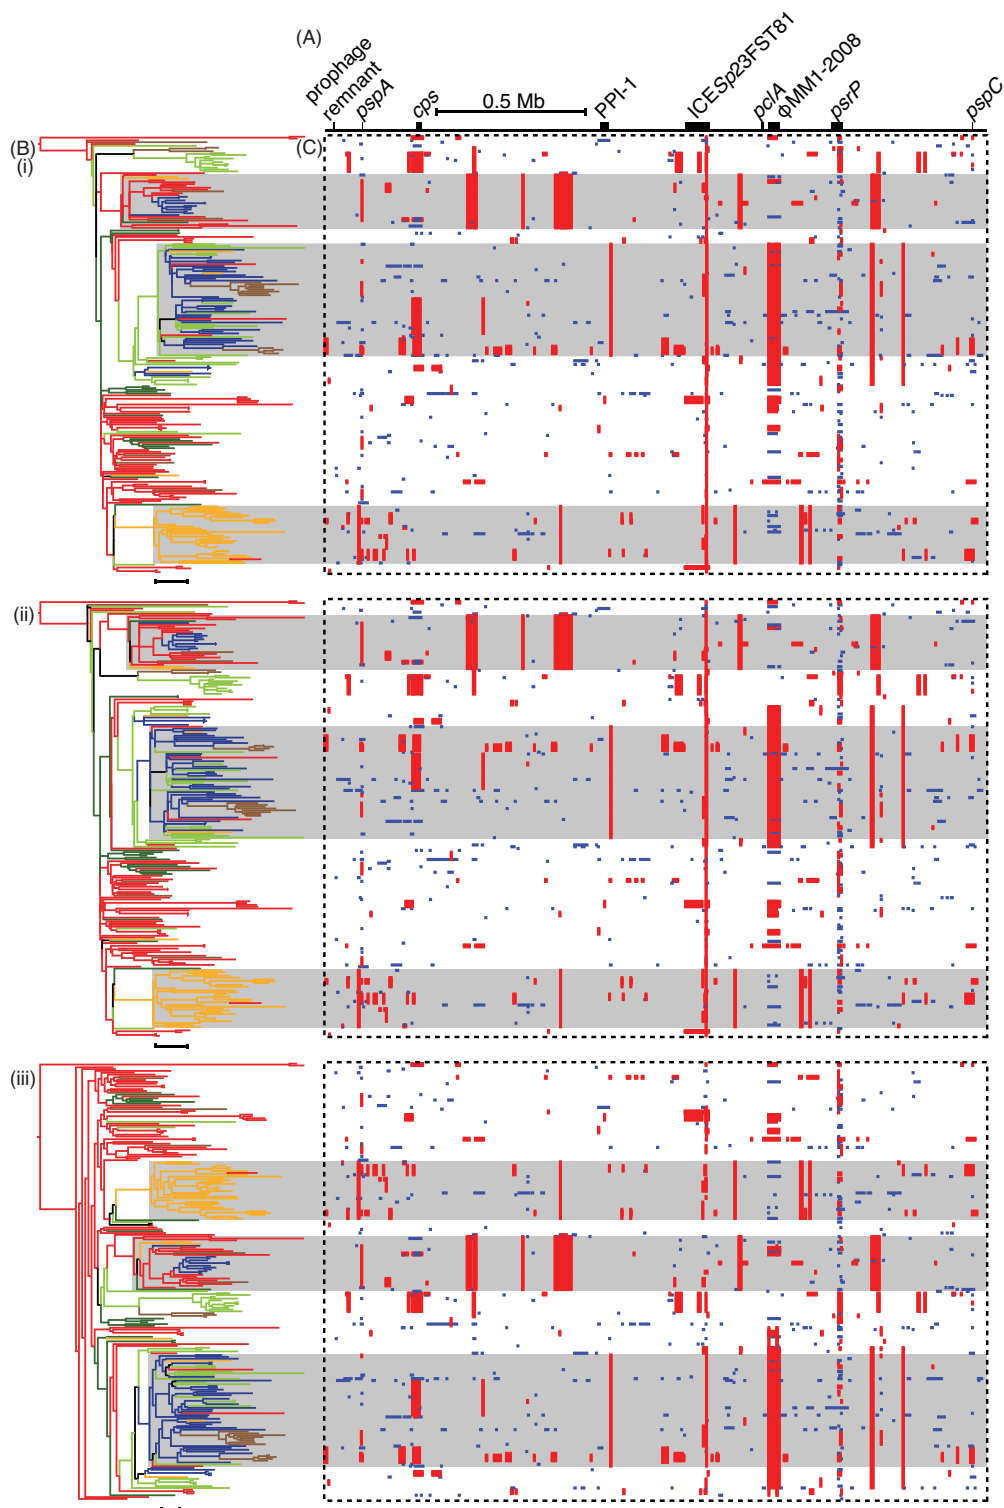 (A)
prophage
remnant
pspA
cps
0.5 Mb
PPI-1
ICESp23FST81
pclA
ϕMM1-2008
psrP
pspC
(B)
(C)
(i)
(ii)
(iii)